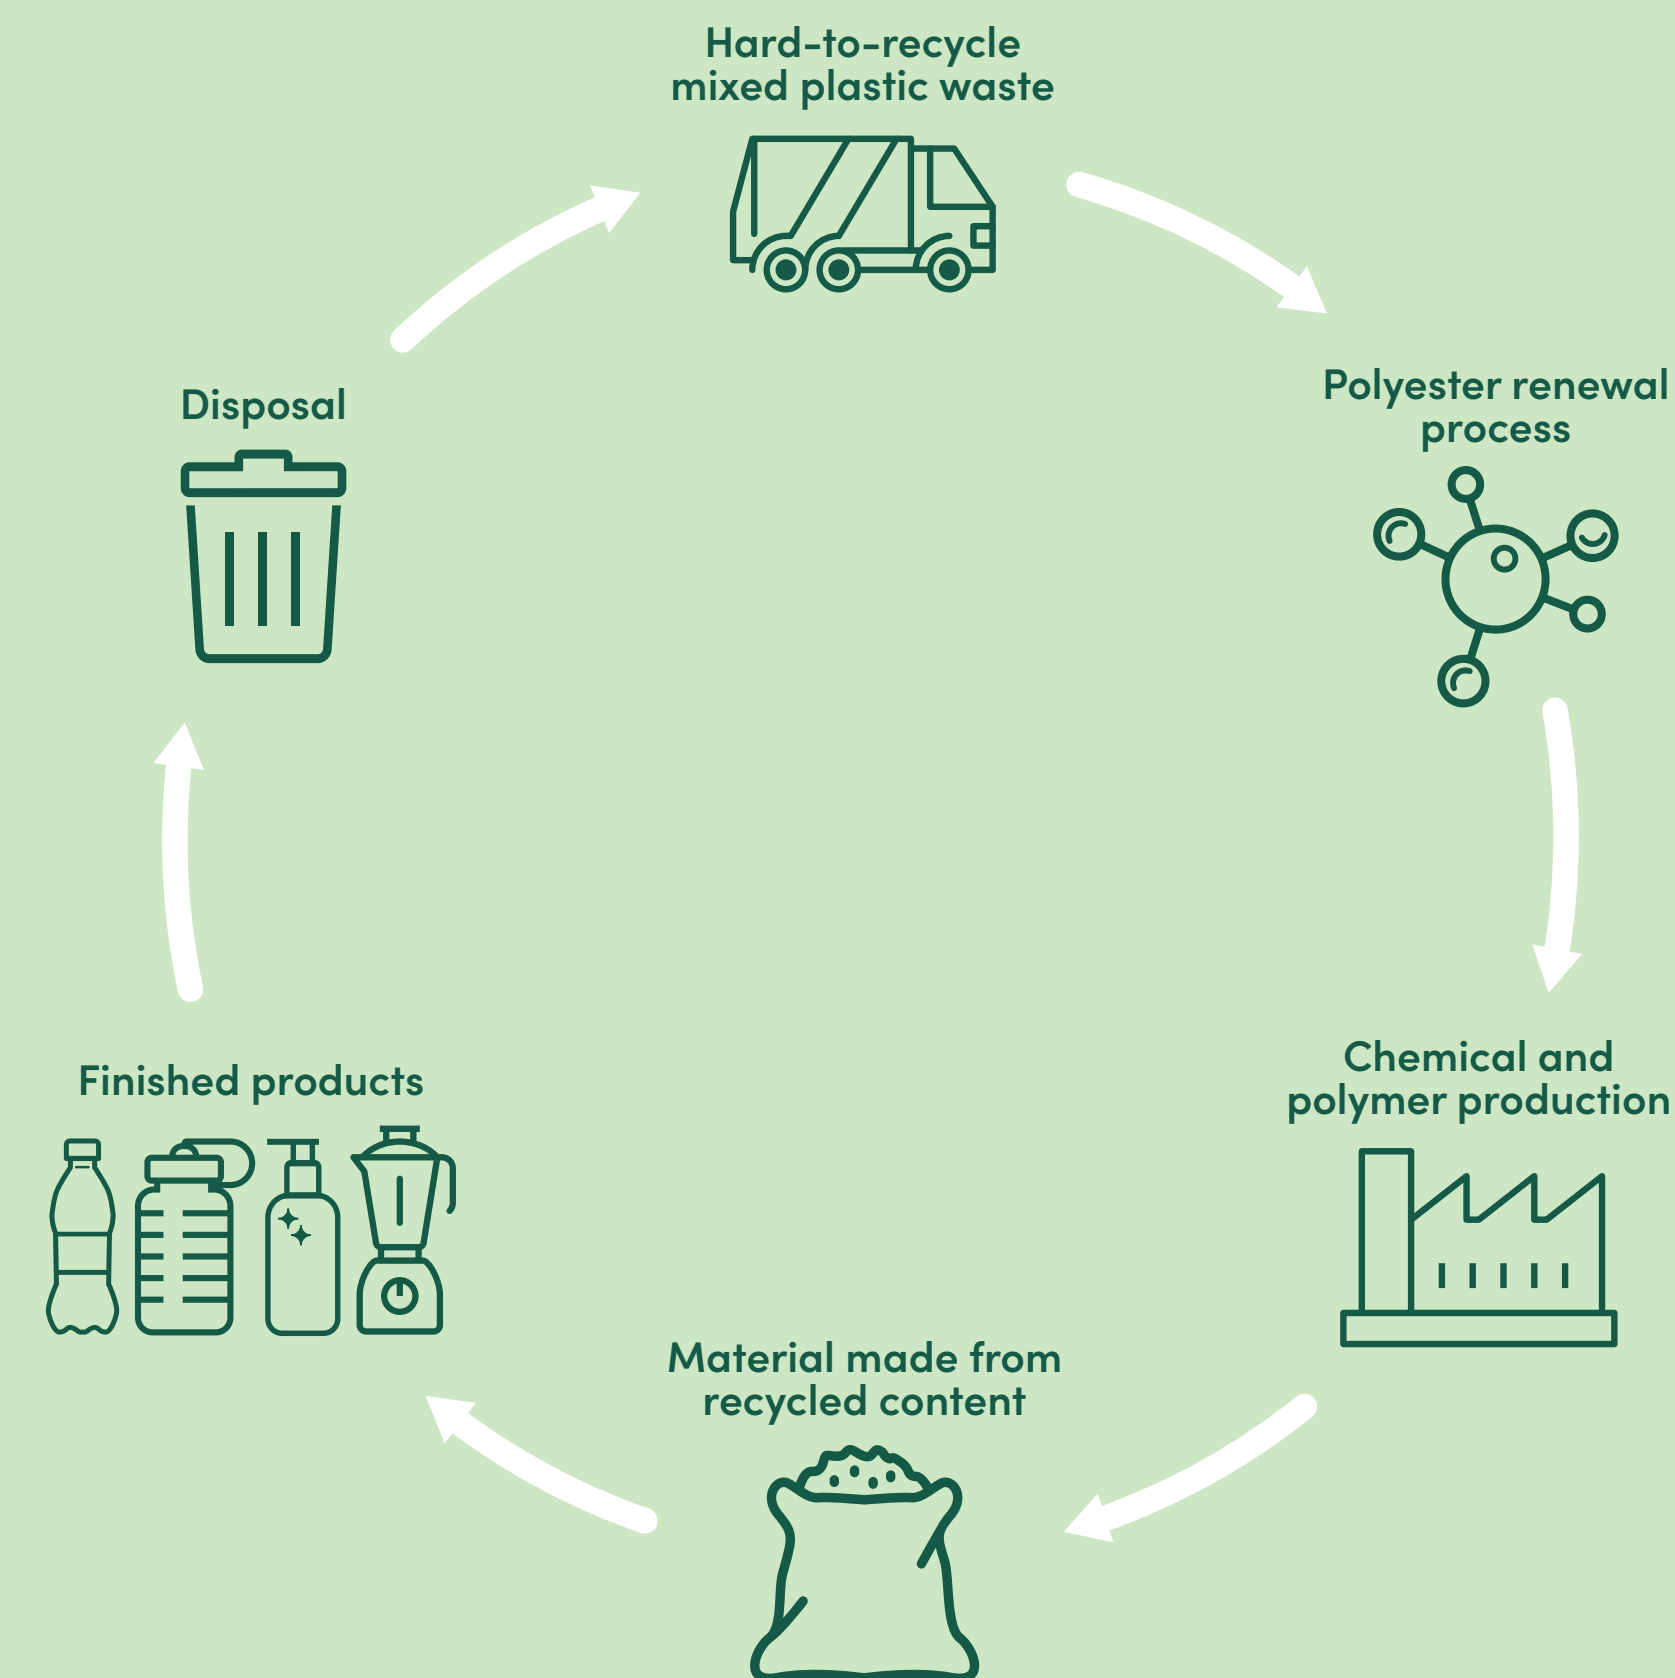 Hard-to-recycle
mixed plastic waste
Polyester renewal
process
Chemical and
polymer production
Material made from
recycled content
Finished products
Disposal